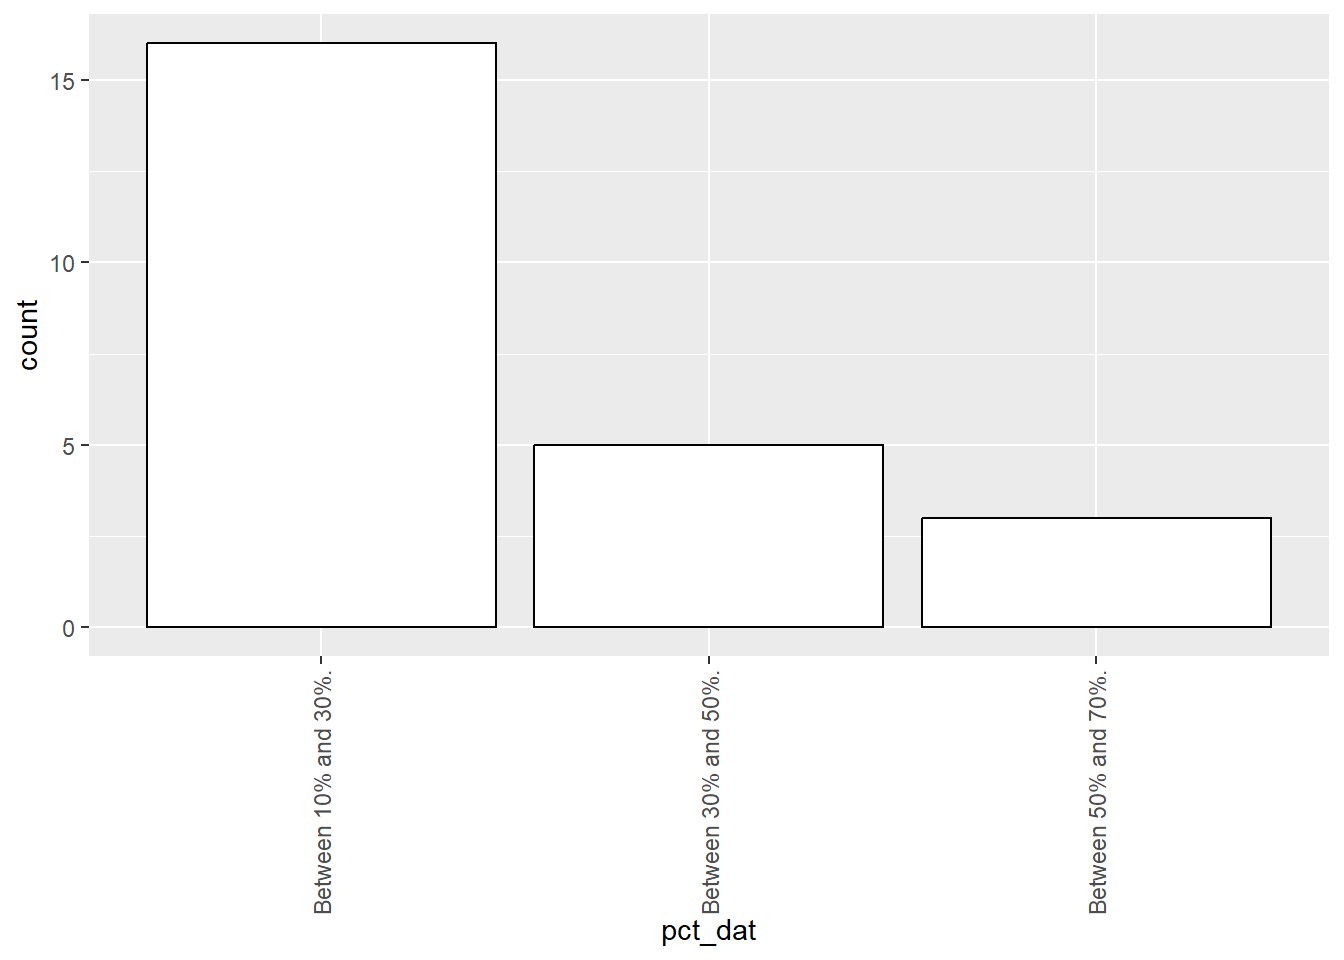 15
10
5
0
count
Between 10% and 30%.
Between 30% and 50%.
Between 50% and 70%.
pct_dat